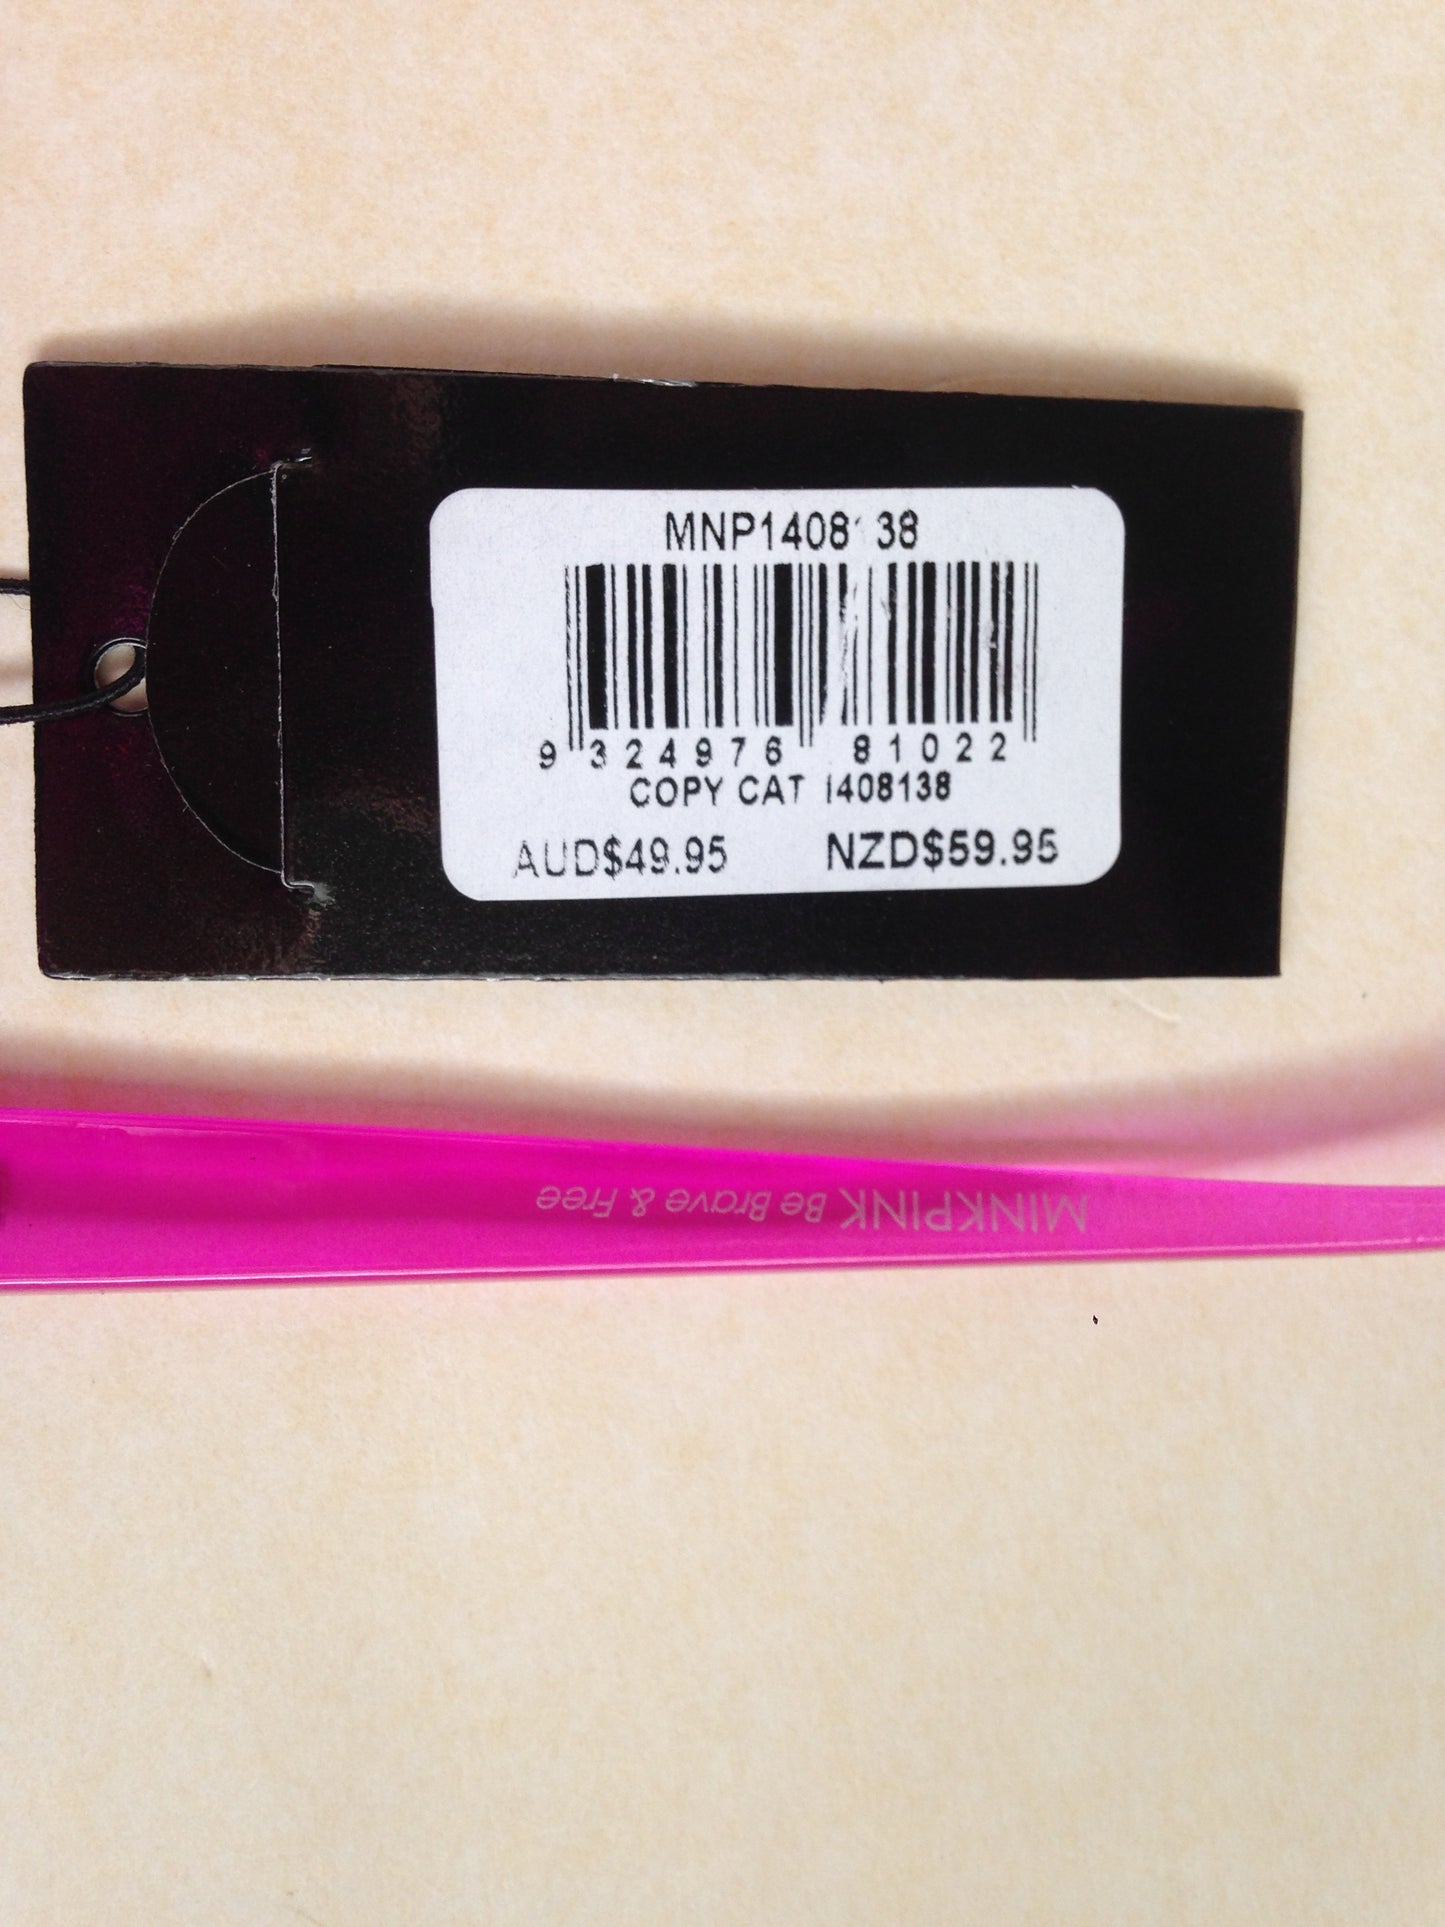 MNP1408138
9 324976 81022
COPY CAT 1408138
AUD$49.95 NZD$59.95
MINKPINK Be Brave & Free